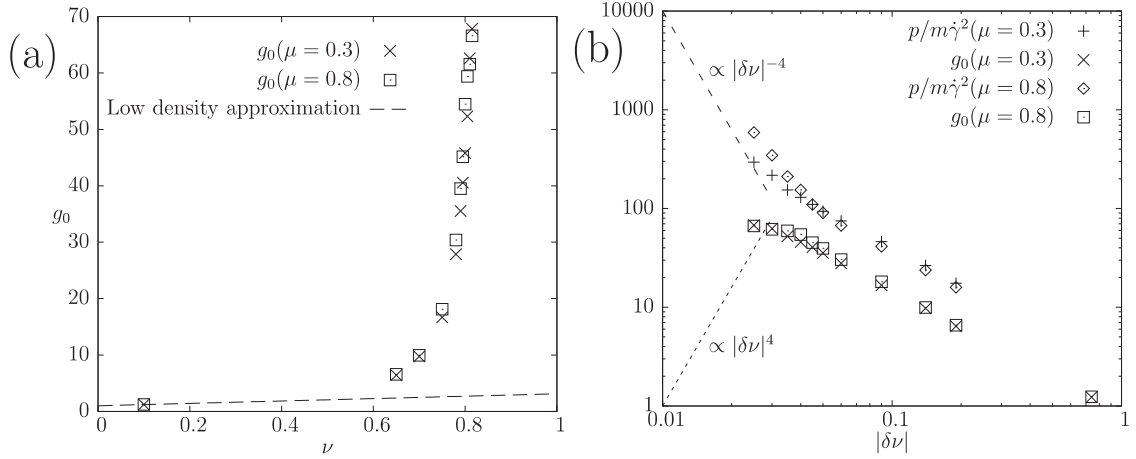 (a)
70
60
50
40
30
20
10
0
g₀
0
0.2
0.4
0.6
0.8
1
ν
g₀(μ = 0.3)
g₀(μ = 0.8)
Low density approximation
(b)
10000
1000
100
10
1
0.01
0.1
1
|δν|
p/mγ̇²(μ = 0.3)
g₀(μ = 0.3)
p/mγ̇²(μ = 0.8)
g₀(μ = 0.8)
∝ |δν|⁻⁴
∝ |δν|⁴